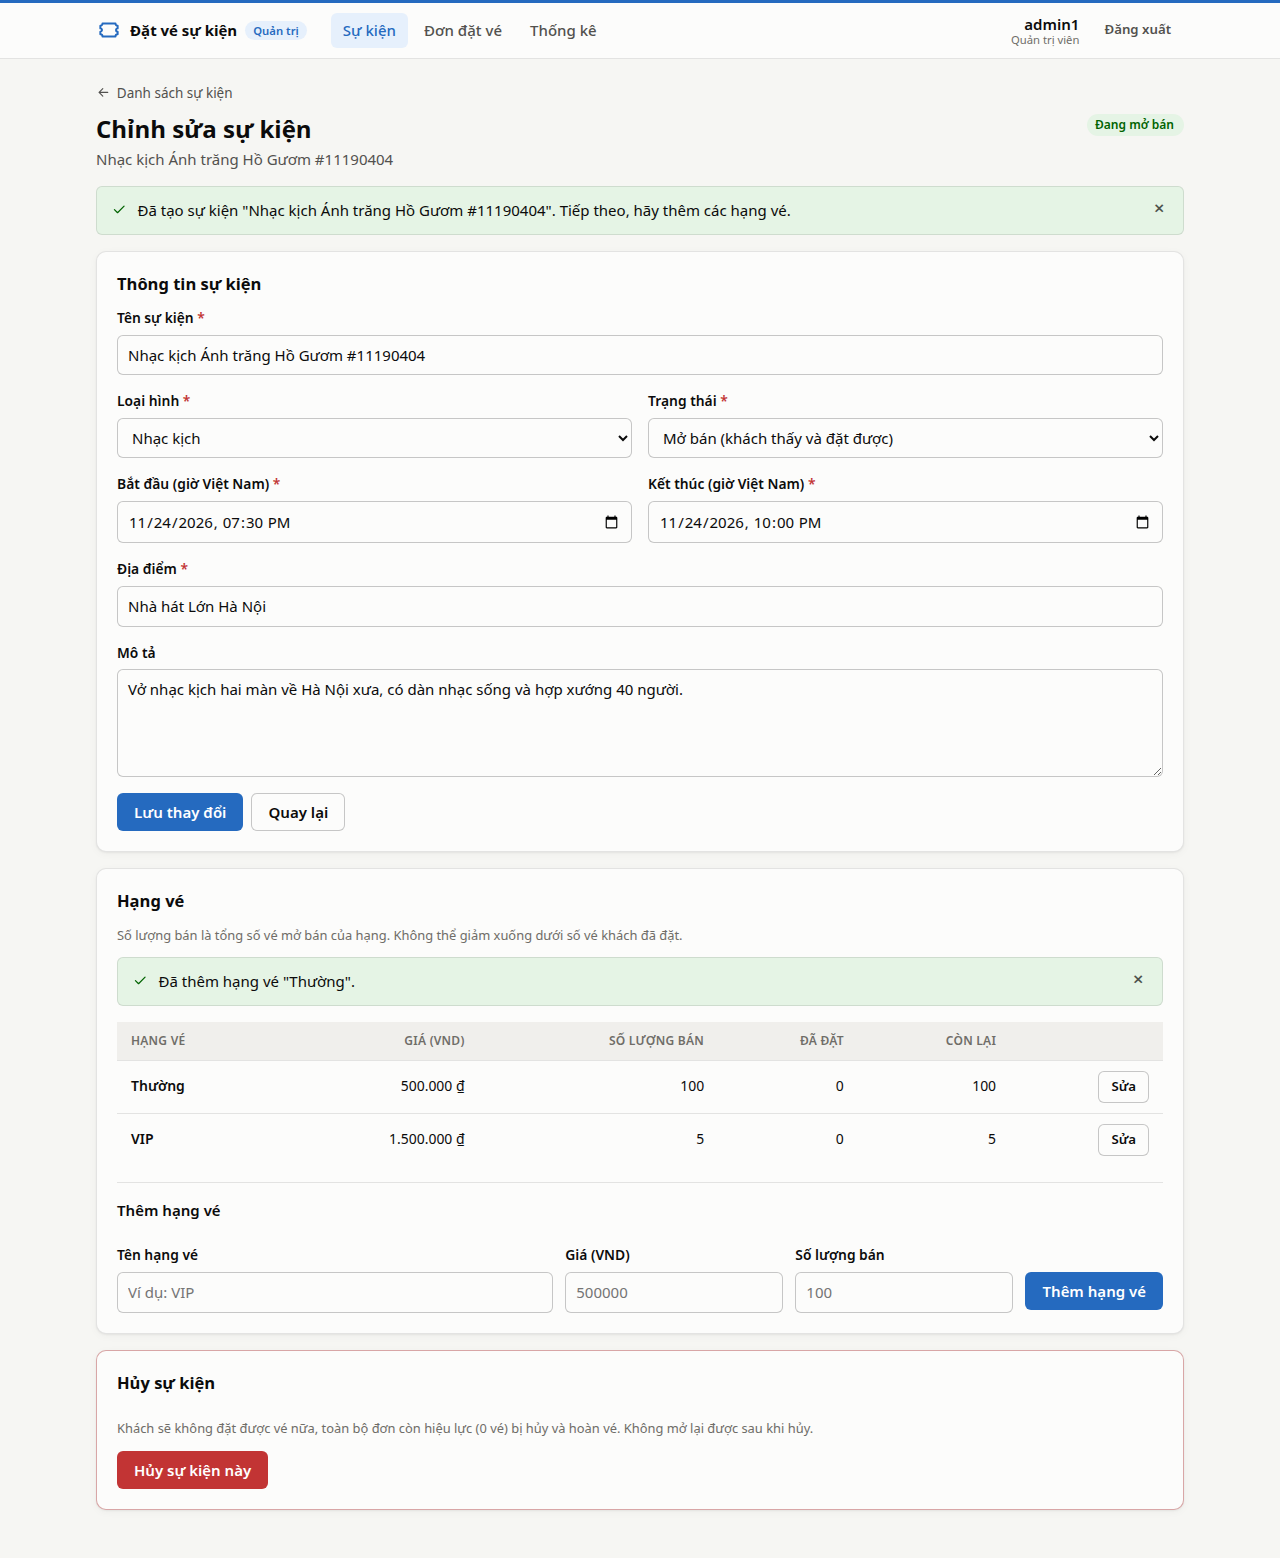 Đặt vé sự kiện Quản trị Sự kiện Đơn đặt vé Thống kê admin1 Đăng xuất
Quản trị viên
← Danh sách sự kiện
Chỉnh sửa sự kiện Đang mở bán
Nhạc kịch Ánh trăng Hồ Gươm #11190404
Đã tạo sự kiện "Nhạc kịch Ánh trăng Hồ Gươm #11190404". Tiếp theo, hãy thêm các hạng vé. ×
Thông tin sự kiện
Tên sự kiện *
Nhạc kịch Ánh trăng Hồ Gươm #11190404
Loại hình * Trạng thái *
Nhạc kịch Mở bán (khách thấy và đặt được)
Bắt đầu (giờ Việt Nam) * Kết thúc (giờ Việt Nam) *
11/24/2026, 07:30 PM 11/24/2026, 10:00 PM
Địa điểm *
Nhà hát Lớn Hà Nội
Mô tả
Vở nhạc kịch hai màn về Hà Nội xưa, có dàn nhạc sống và hợp xướng 40 người.
Lưu thay đổi Quay lại
Hạng vé
Số lượng bán là tổng số vé mở bán của hạng. Không thể giảm xuống dưới số vé khách đã đặt.
Đã thêm hạng vé "Thường". ×
HẠNG VÉ GIÁ (VND) SỐ LƯỢNG BÁN ĐÃ ĐẶT CÒN LẠI
Thường 500.000 ₫ 100 0 100 Sửa
VIP 1.500.000 ₫ 5 0 5 Sửa
Thêm hạng vé
Tên hạng vé Giá (VND) Số lượng bán
Ví dụ: VIP 500000 100 Thêm hạng vé
Hủy sự kiện
Khách sẽ không đặt được vé nữa, toàn bộ đơn còn hiệu lực (0 vé) bị hủy và hoàn vé. Không mở lại được sau khi hủy.
Hủy sự kiện này